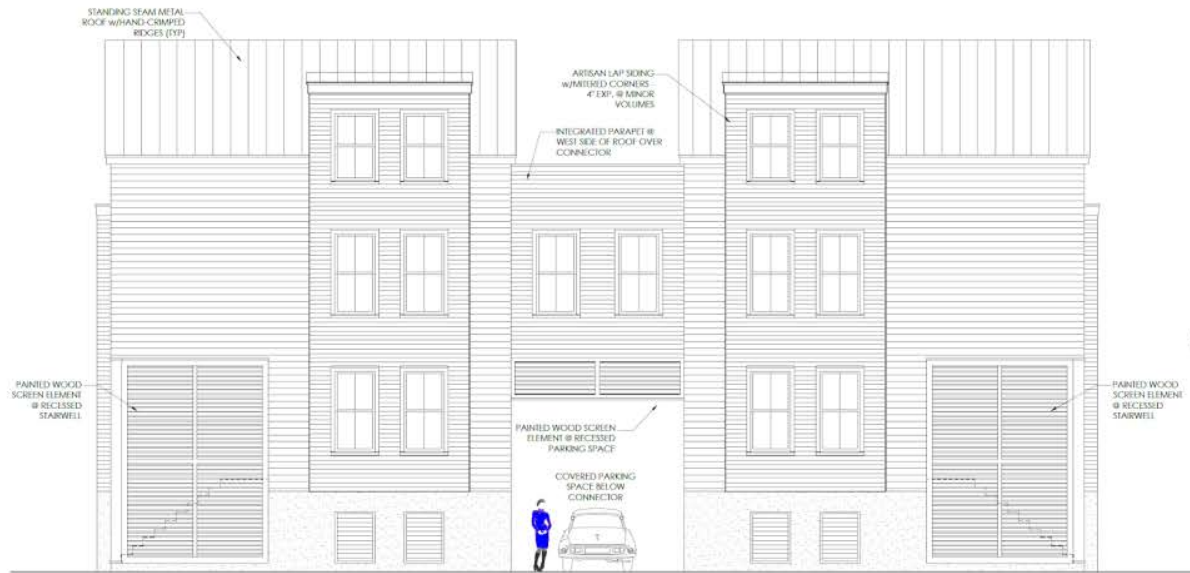 STANDING SEAM METAL
ROOF w/HAND-CRIMPED
RIDGES (TYP)
ARTISAN LAP SIDING
w/MITERED CORNERS
4" EXP. @ MINOR
VOLUMES
INTEGRATED PARAPET @
WEST SIDE OF ROOF OVER
CONNECTOR
PAINTED WOOD
SCREEN ELEMENT
@ RECESSED
STAIRWELL
PAINTED WOOD SCREEN
ELEMENT @ RECESSED
PARKING SPACE
COVERED PARKING
SPACE BELOW
CONNECTOR
PAINTED WOOD
SCREEN ELEMENT
@ RECESSED
STAIRWELL